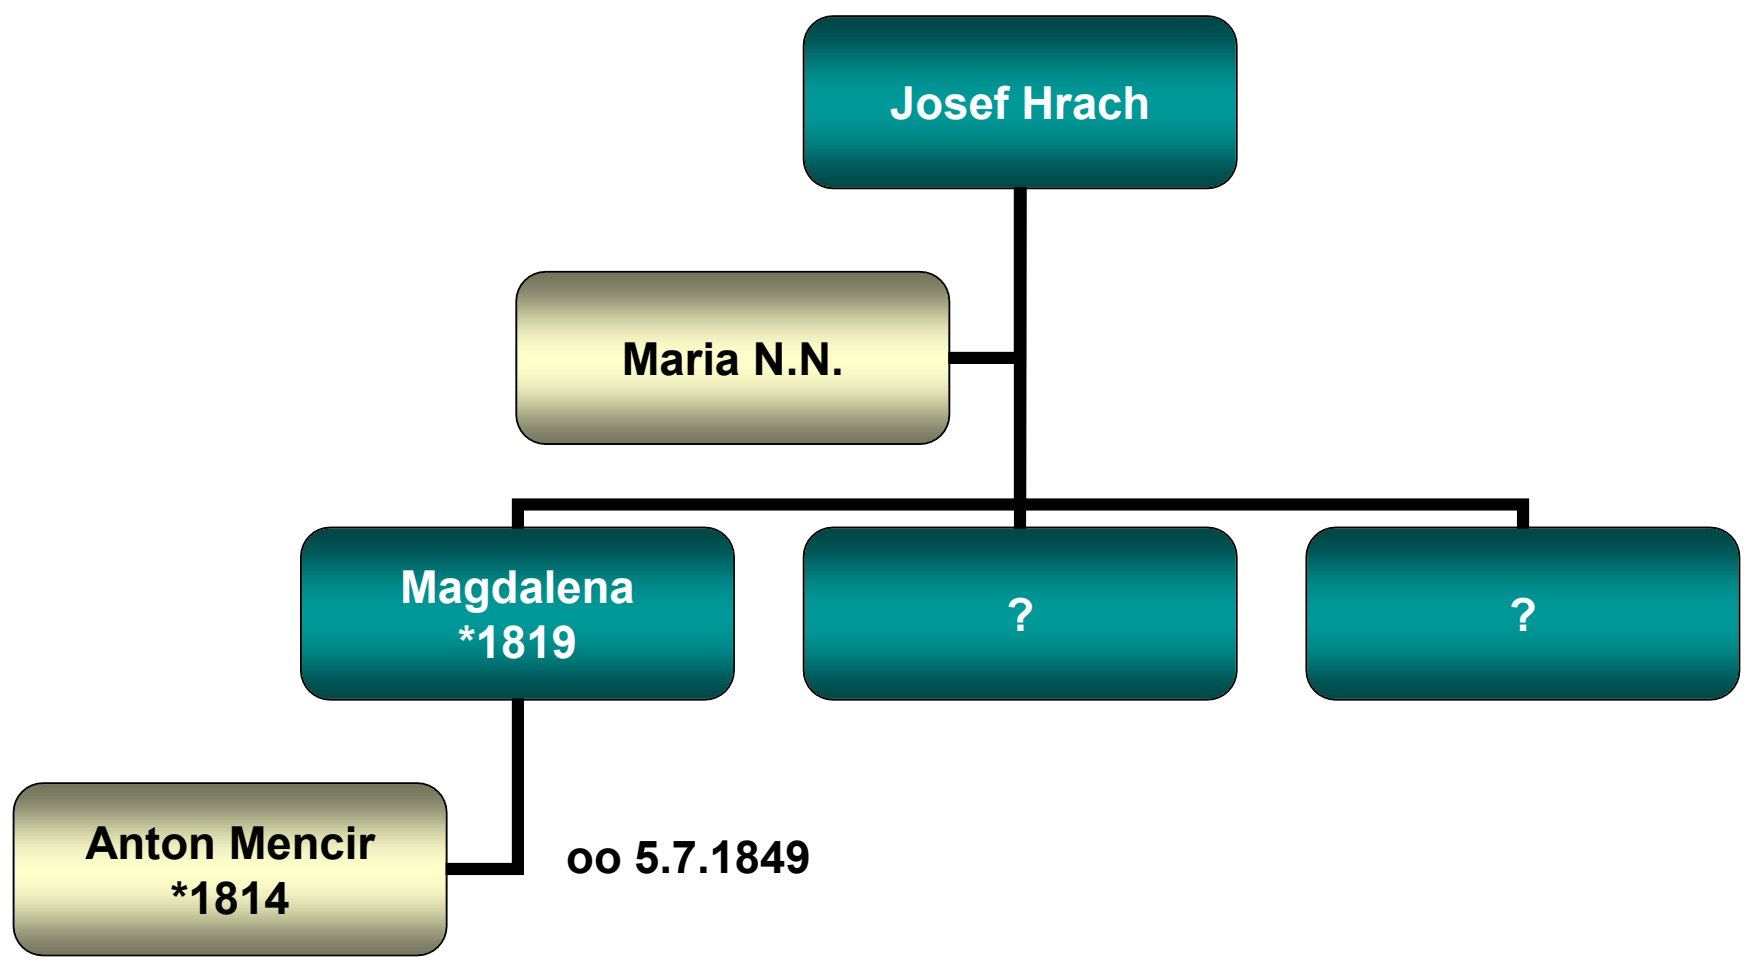 Josef Hrach
Maria N.N.
Magdalena
*1819
?
?
Anton Mencir
*1814
oo 5.7.1849